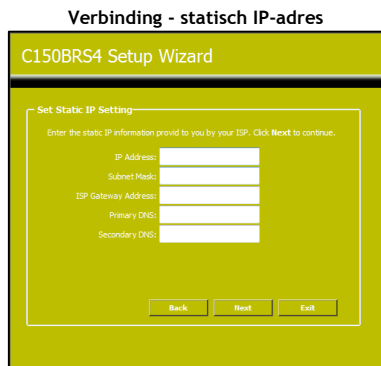 Verbinding - statisch IP-adres
C150BRS4 Setup Wizard
Set Static IP Setting
Enter the static IP information provid to you by your ISP. Click Next to continue.
IP Address:
Subnet Mask:
ISP Gateway Address:
Primary DNS:
Secondary DNS:
Back Next Exit